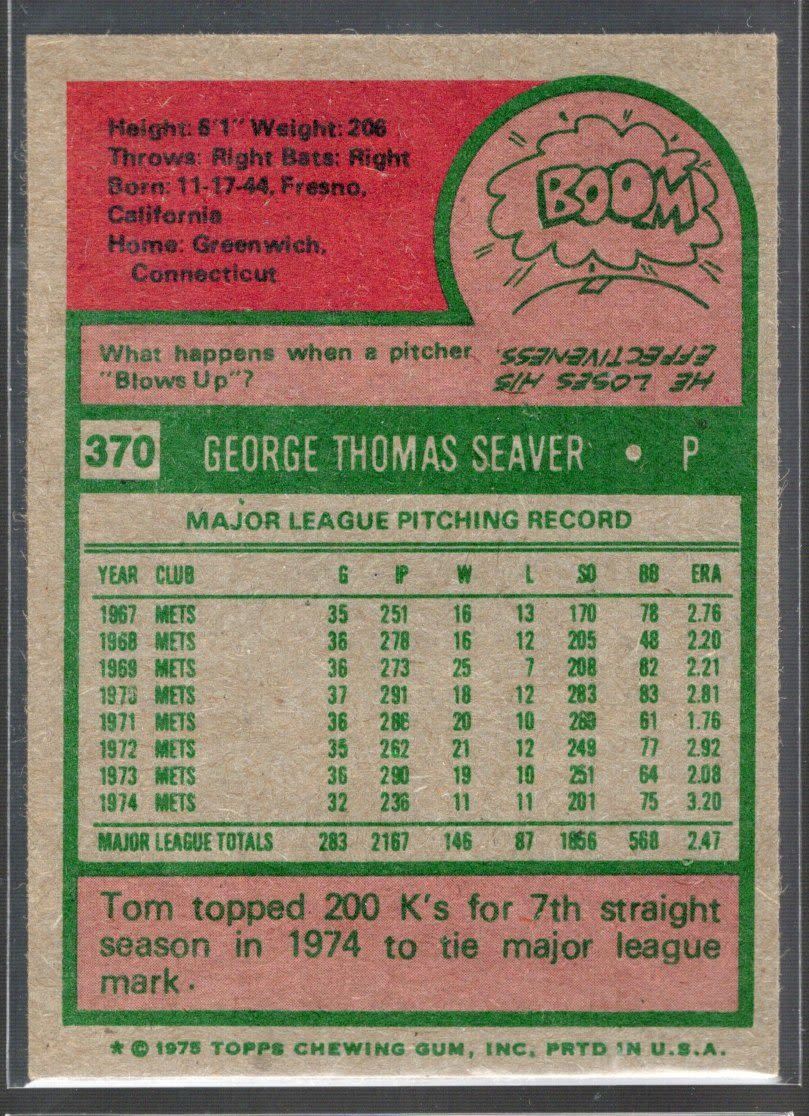 Height: 6'1" Weight: 206
Throws: Right Bats: Right
Born: 11-17-44, Fresno,
California
Home: Greenwich,
Connecticut
BOOM
What happens when a pitcher
"Blows Up"?
HE LOSES HIS
EFFECTIVENESS.
370 GEORGE THOMAS SEAVER • P
MAJOR LEAGUE PITCHING RECORD
YEAR CLUB G IP W L SO BB ERA
1967 METS 35 251 16 13 170 78 2.76
1968 METS 36 278 16 12 205 48 2.20
1969 METS 36 273 25 7 208 82 2.21
1970 METS 37 291 18 12 283 83 2.81
1971 METS 36 286 20 10 289 61 1.76
1972 METS 35 262 21 12 249 77 2.92
1973 METS 36 290 19 10 251 64 2.08
1974 METS 32 236 11 11 201 75 3.20
MAJOR LEAGUE TOTALS 283 2167 146 87 1856 568 2.47
Tom topped 200 K's for 7th straight
season in 1974 to tie major league
mark.
* © 1975 TOPPS CHEWING GUM, INC. PRTD IN U.S.A.